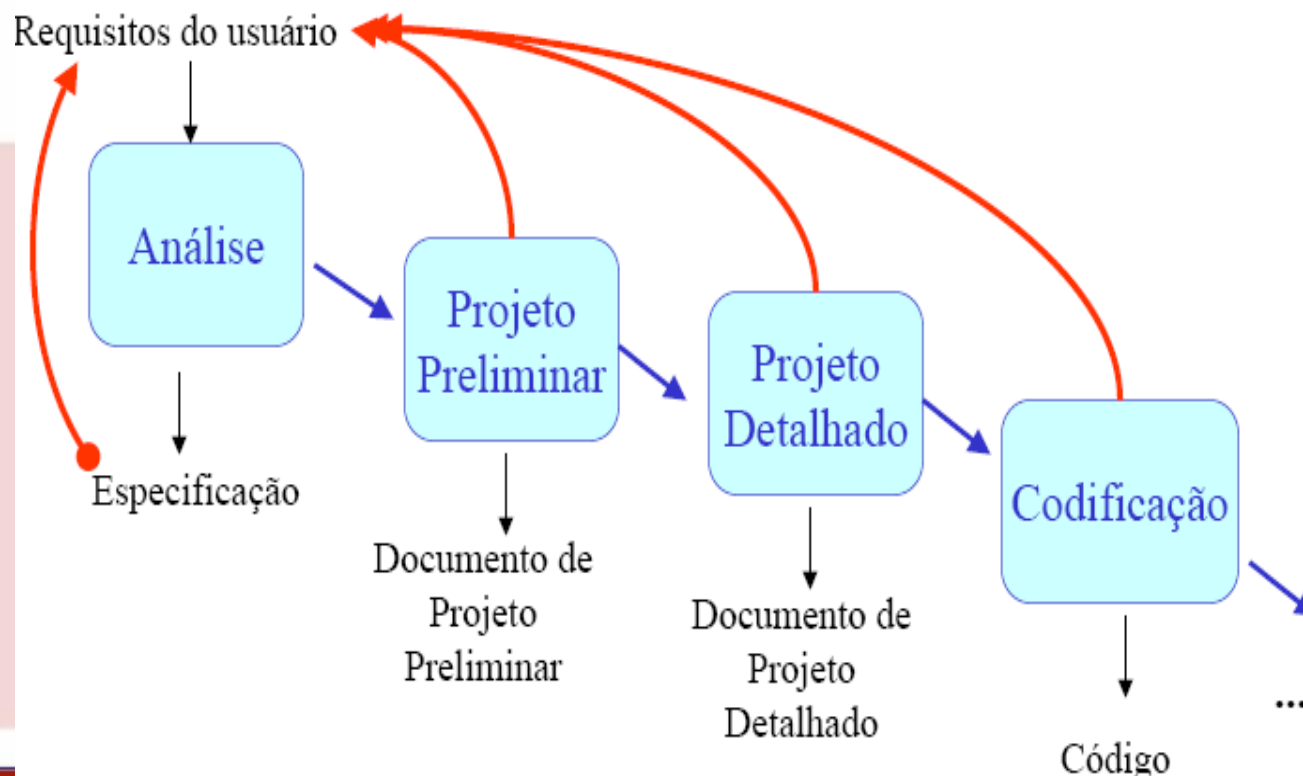 Requisitos do usuário
Análise
Projeto
Preliminar
Projeto
Detalhado
Codificação
Especificação
Documento de
Projeto
Preliminar
Documento de
Projeto
Detalhado
Código
...